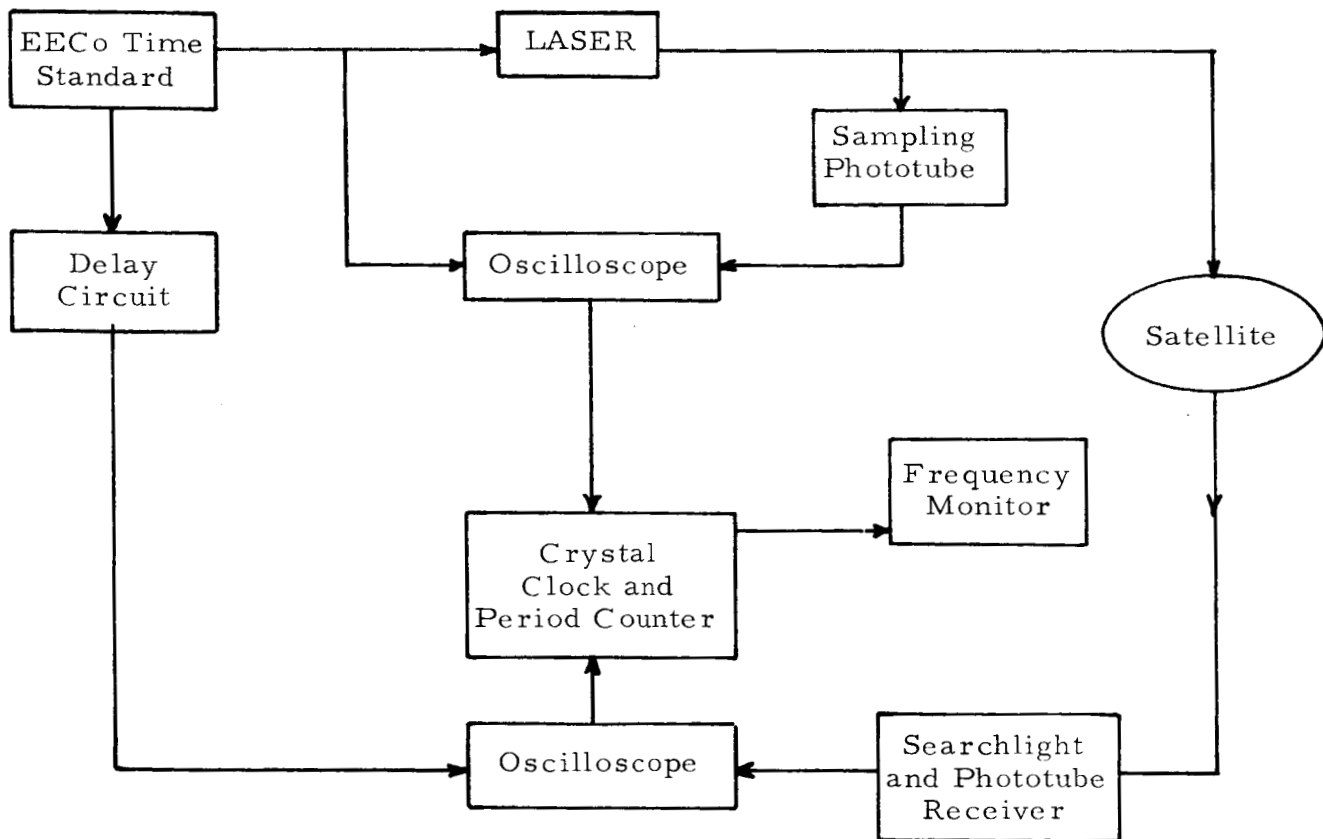 EECo Time
Standard
LASER
Sampling
Phototube
Delay
Circuit
Oscilloscope
Satellite
Frequency
Monitor
Crystal
Clock and
Period Counter
Oscilloscope
Searchlight
and Phototube
Receiver